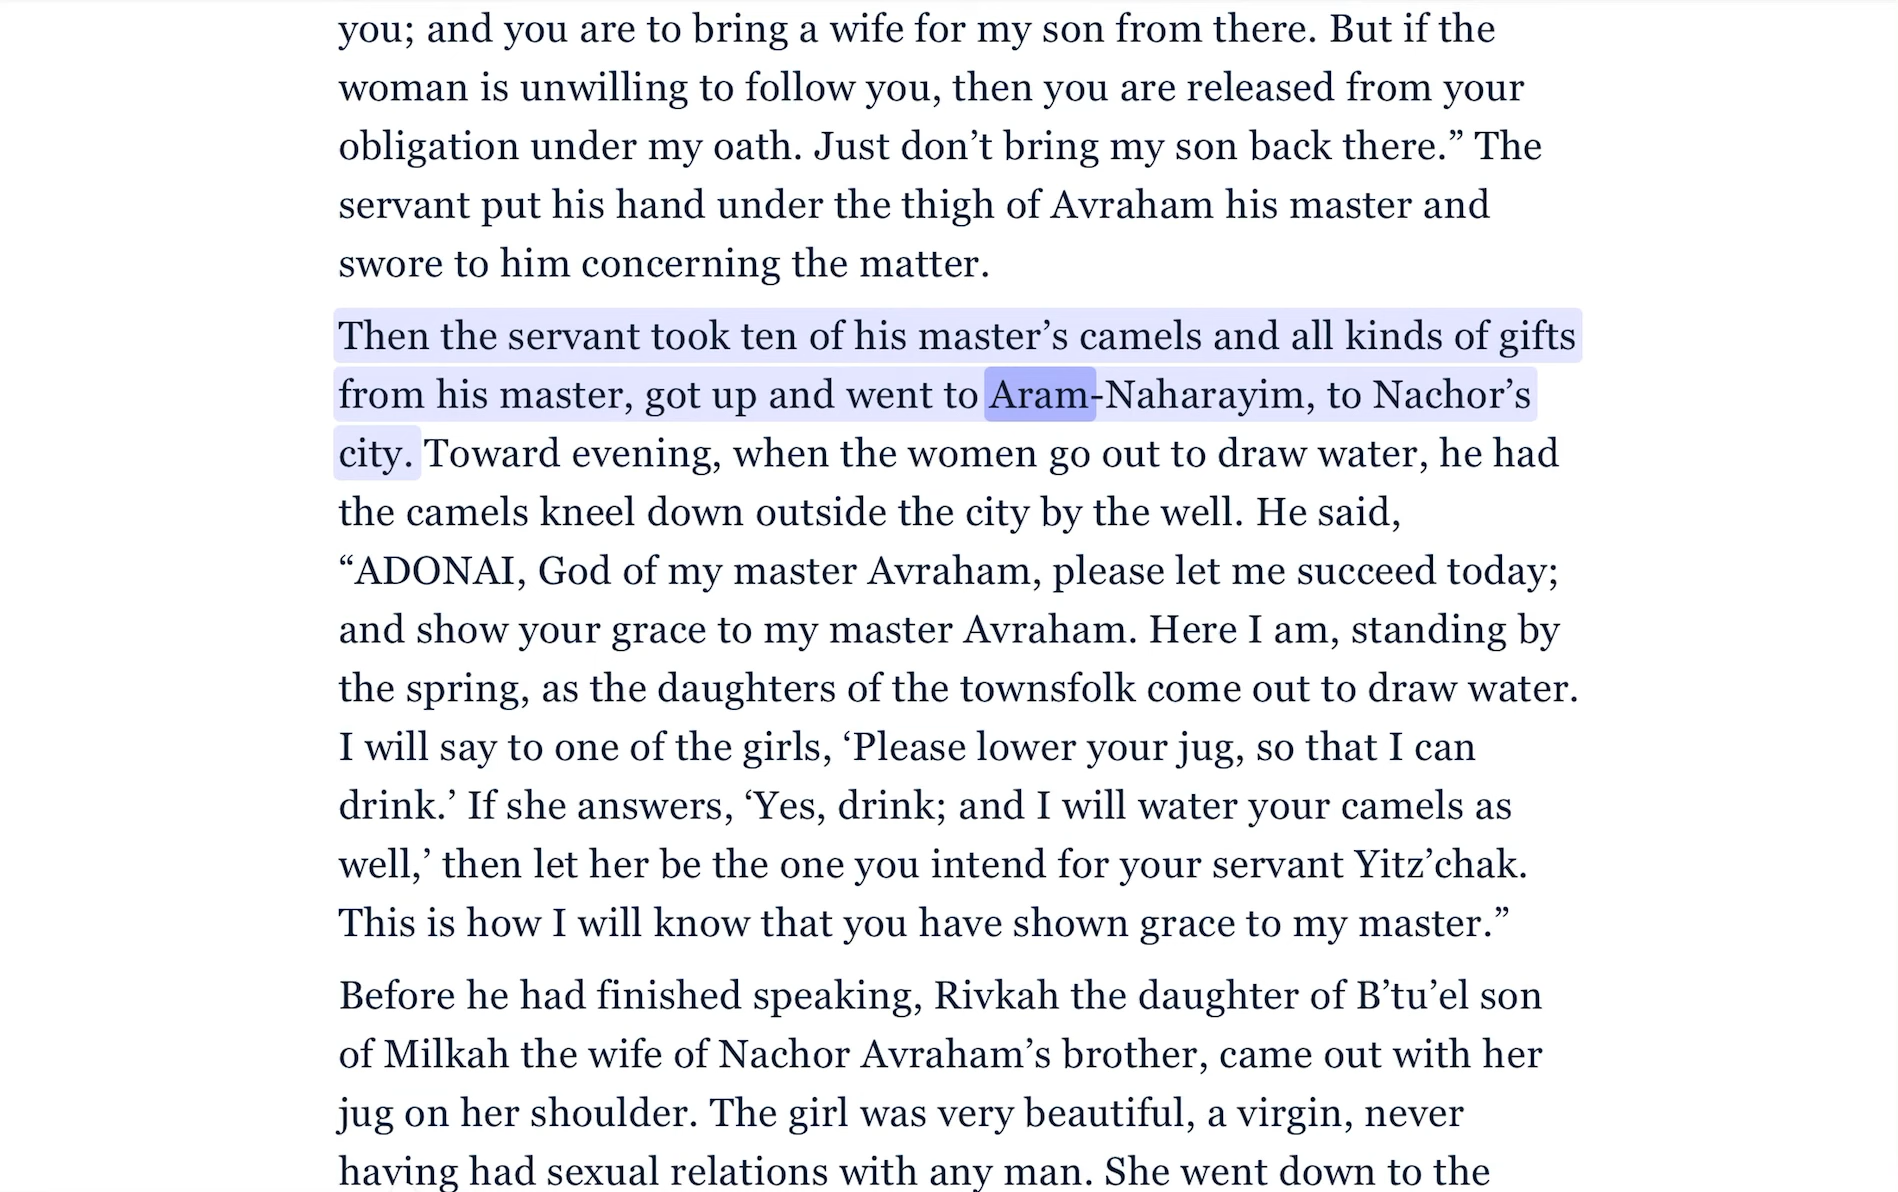 you; and you are to bring a wife for my son from there. But if the
woman is unwilling to follow you, then you are released from your
obligation under my oath. Just don’t bring my son back there.” The
servant put his hand under the thigh of Avraham his master and
swore to him concerning the matter.
Then the servant took ten of his master’s camels and all kinds of gifts
from his master, got up and went to Aram-Naharayim, to Nachor’s
city. Toward evening, when the women go out to draw water, he had
the camels kneel down outside the city by the well. He said,
“ADONAI, God of my master Avraham, please let me succeed today;
and show your grace to my master Avraham. Here I am, standing by
the spring, as the daughters of the townsfolk come out to draw water.
I will say to one of the girls, ‘Please lower your jug, so that I can
drink.’ If she answers, ‘Yes, drink; and I will water your camels as
well,’ then let her be the one you intend for your servant Yitz’chak.
This is how I will know that you have shown grace to my master.”
Before he had finished speaking, Rivkah the daughter of B’tu’el son
of Milkah the wife of Nachor Avraham’s brother, came out with her
jug on her shoulder. The girl was very beautiful, a virgin, never
having had sexual relations with any man. She went down to the